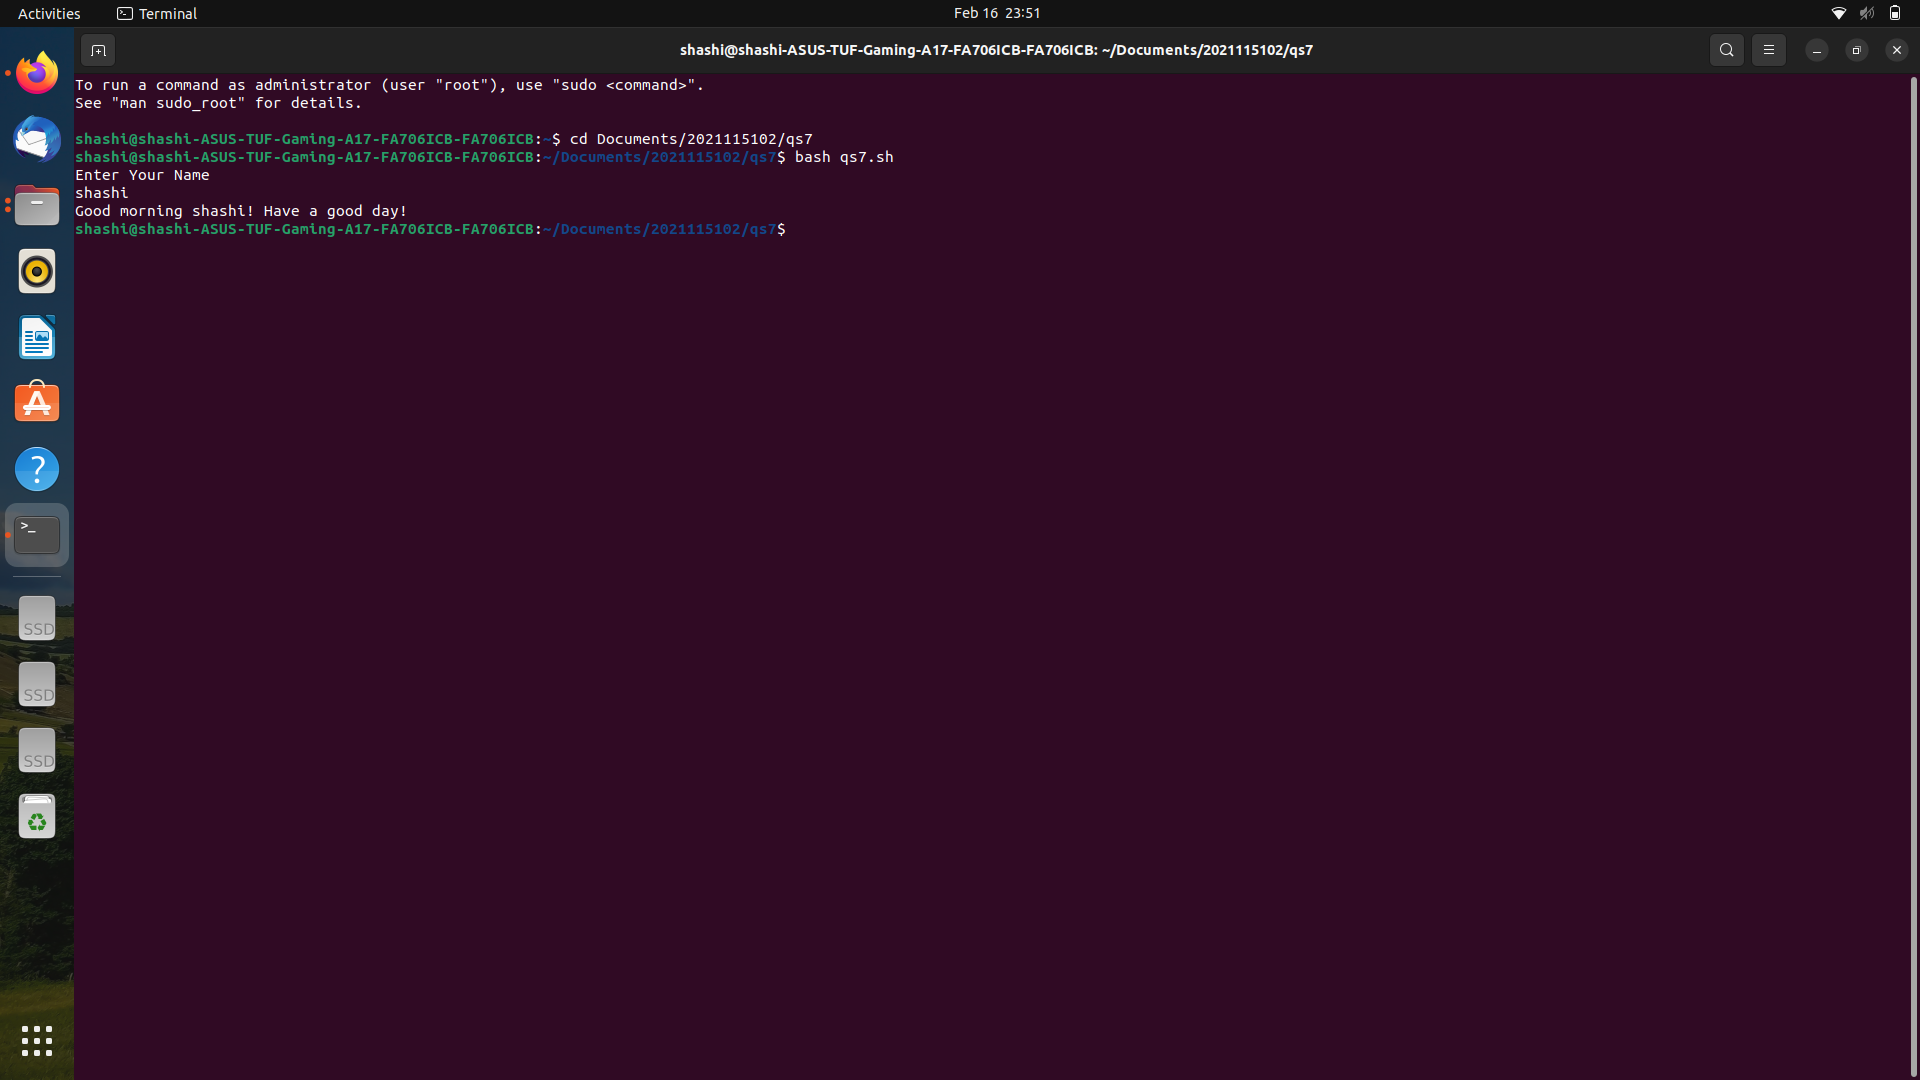 Activities
Terminal
Feb 16 23:51
shashi@shashi-ASUS-TUF-Gaming-A17-FA706ICB-FA706ICB: ~/Documents/2021115102/qs7
To run a command as administrator (user "root"), use "sudo <command>".
See "man sudo_root" for details.
shashi@shashi-ASUS-TUF-Gaming-A17-FA706ICB-FA706ICB:~$ cd Documents/2021115102/qs7
shashi@shashi-ASUS-TUF-Gaming-A17-FA706ICB-FA706ICB:~/Documents/2021115102/qs7$ bash qs7.sh
Enter Your Name
shashi
Good morning shashi! Have a good day!
shashi@shashi-ASUS-TUF-Gaming-A17-FA706ICB-FA706ICB:~/Documents/2021115102/qs7$
SSD
SSD
SSD